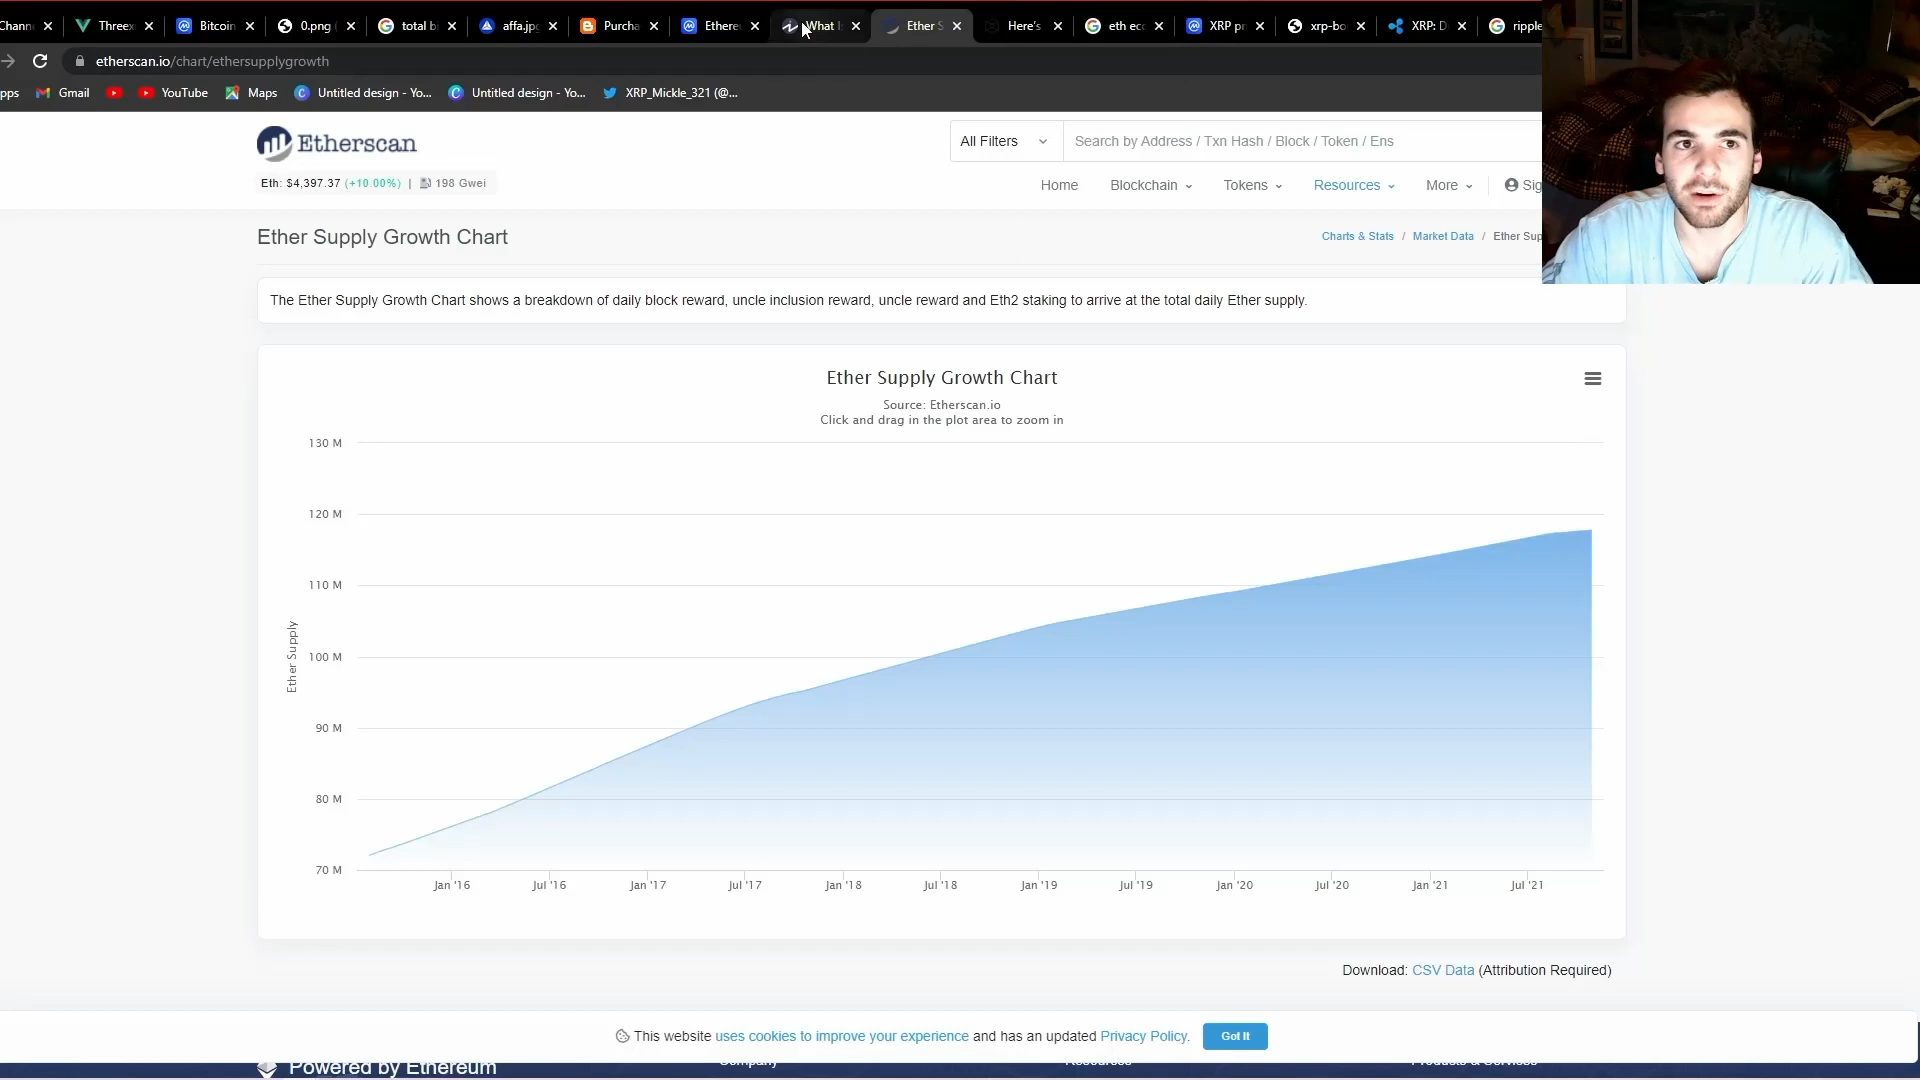 Chann
Threex
Bitcoin
0.png
total b
affa.jpg
Purcha
Ethere
What I
Ether S
Here's
eth ecc
XRP pr
xrp-bo
XRP: D
ripple
etherscan.io/chart/ethersupplygrowth
pps
Gmail
YouTube
Maps
Untitled design - Yo...
Untitled design - Yo...
XRP_Mickle_321 (@...
Etherscan
All Filters
Search by Address / Txn Hash / Block / Token / Ens
Eth: $4,397.37 (+10.00%) | 198 Gwei
Home
Blockchain
Tokens
Resources
More
Sig
Ether Supply Growth Chart
Charts & Stats / Market Data / Ether Sup
The Ether Supply Growth Chart shows a breakdown of daily block reward, uncle inclusion reward, uncle reward and Eth2 staking to arrive at the total daily Ether supply.
Ether Supply Growth Chart
Source: Etherscan.io
Click and drag in the plot area to zoom in
130 M
120 M
110 M
100 M
90 M
80 M
70 M
Ether Supply
Jan '16
Jul '16
Jan '17
Jul '17
Jan '18
Jul '18
Jan '19
Jul '19
Jan '20
Jul '20
Jan '21
Jul '21
Download: CSV Data (Attribution Required)
This website uses cookies to improve your experience and has an updated Privacy Policy.
Got It
Powered by Ethereum
Company
Resources
Products & Services